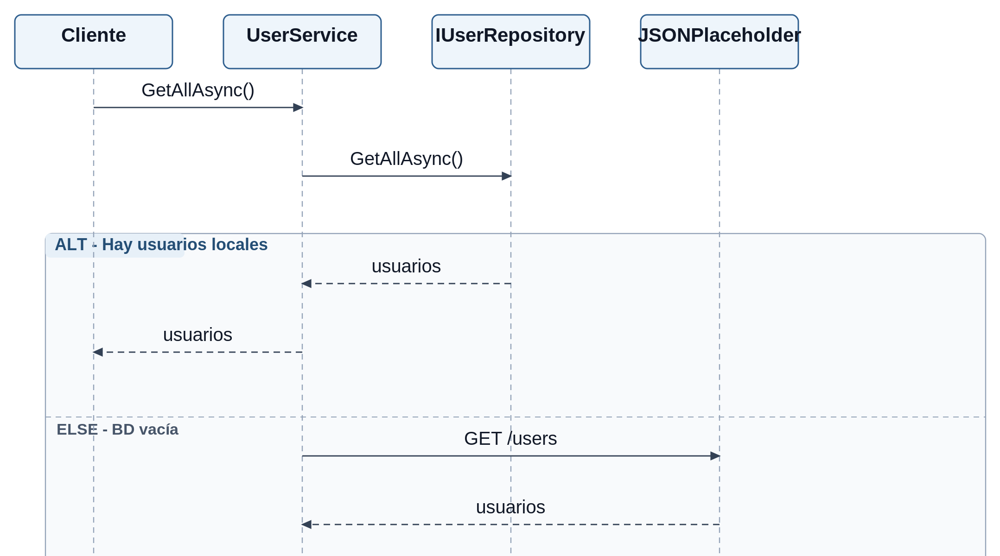 Cliente
UserService
IUserRepository
JSONPlaceholder
GetAllAsync()
GetAllAsync()
ALT - Hay usuarios locales
usuarios
usuarios
ELSE - BD vacía
GET /users
usuarios